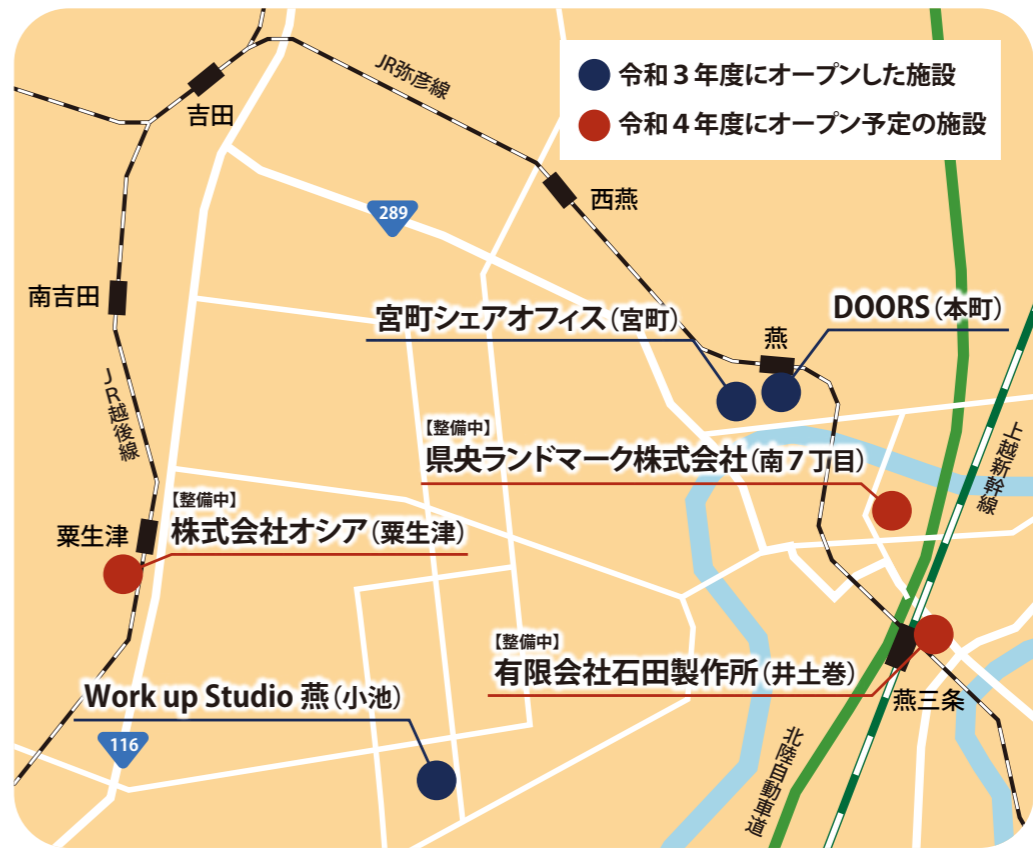 令和３年度にオープンした施設
令和４年度にオープン予定の施設
JR弥彦線
吉田
西燕
289
南吉田
宮町シェアオフィス（宮町）
燕
DOORS（本町）
JR越後線
【整備中】
県央ランドマーク株式会社（南７丁目）
上越新幹線
【整備中】
株式会社オシア（粟生津）
粟生津
【整備中】
有限会社石田製作所（井土巻）
燕三条
Work up Studio 燕（小池）
116
北陸自動車道